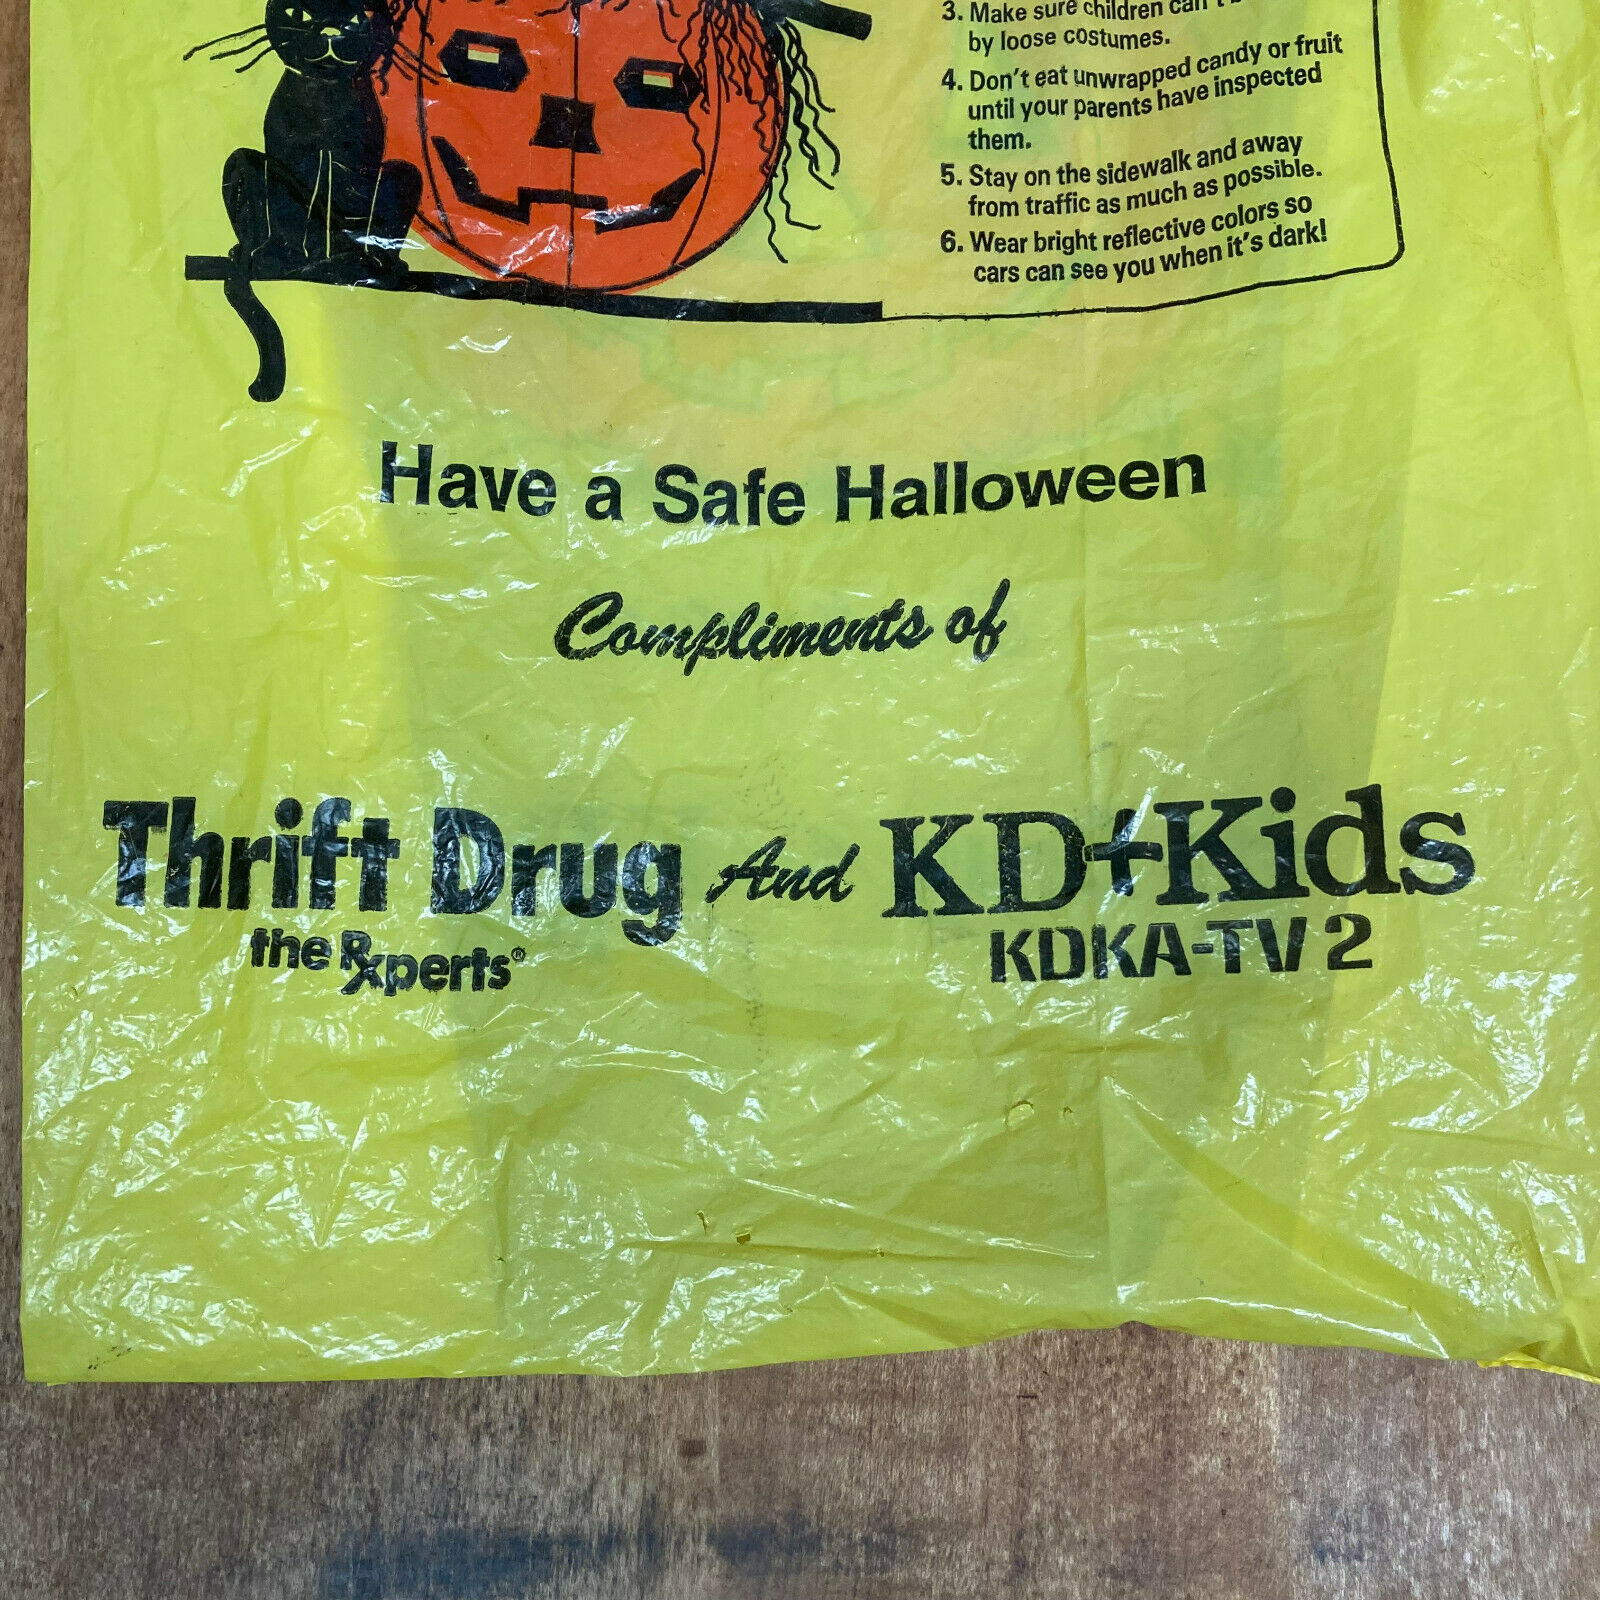 3. Make sure children can't
by loose costumes.
4. Don't eat unwrapped candy or fruit
until your parents have inspected
them.
5. Stay on the sidewalk and away
from traffic as much as possible.
6. Wear bright reflective colors so
cars can see you when it's dark!
Have a Safe Halloween
Compliments of
Thrift Drug And KD+Kids
the Rxperts® KDKA-TV 2